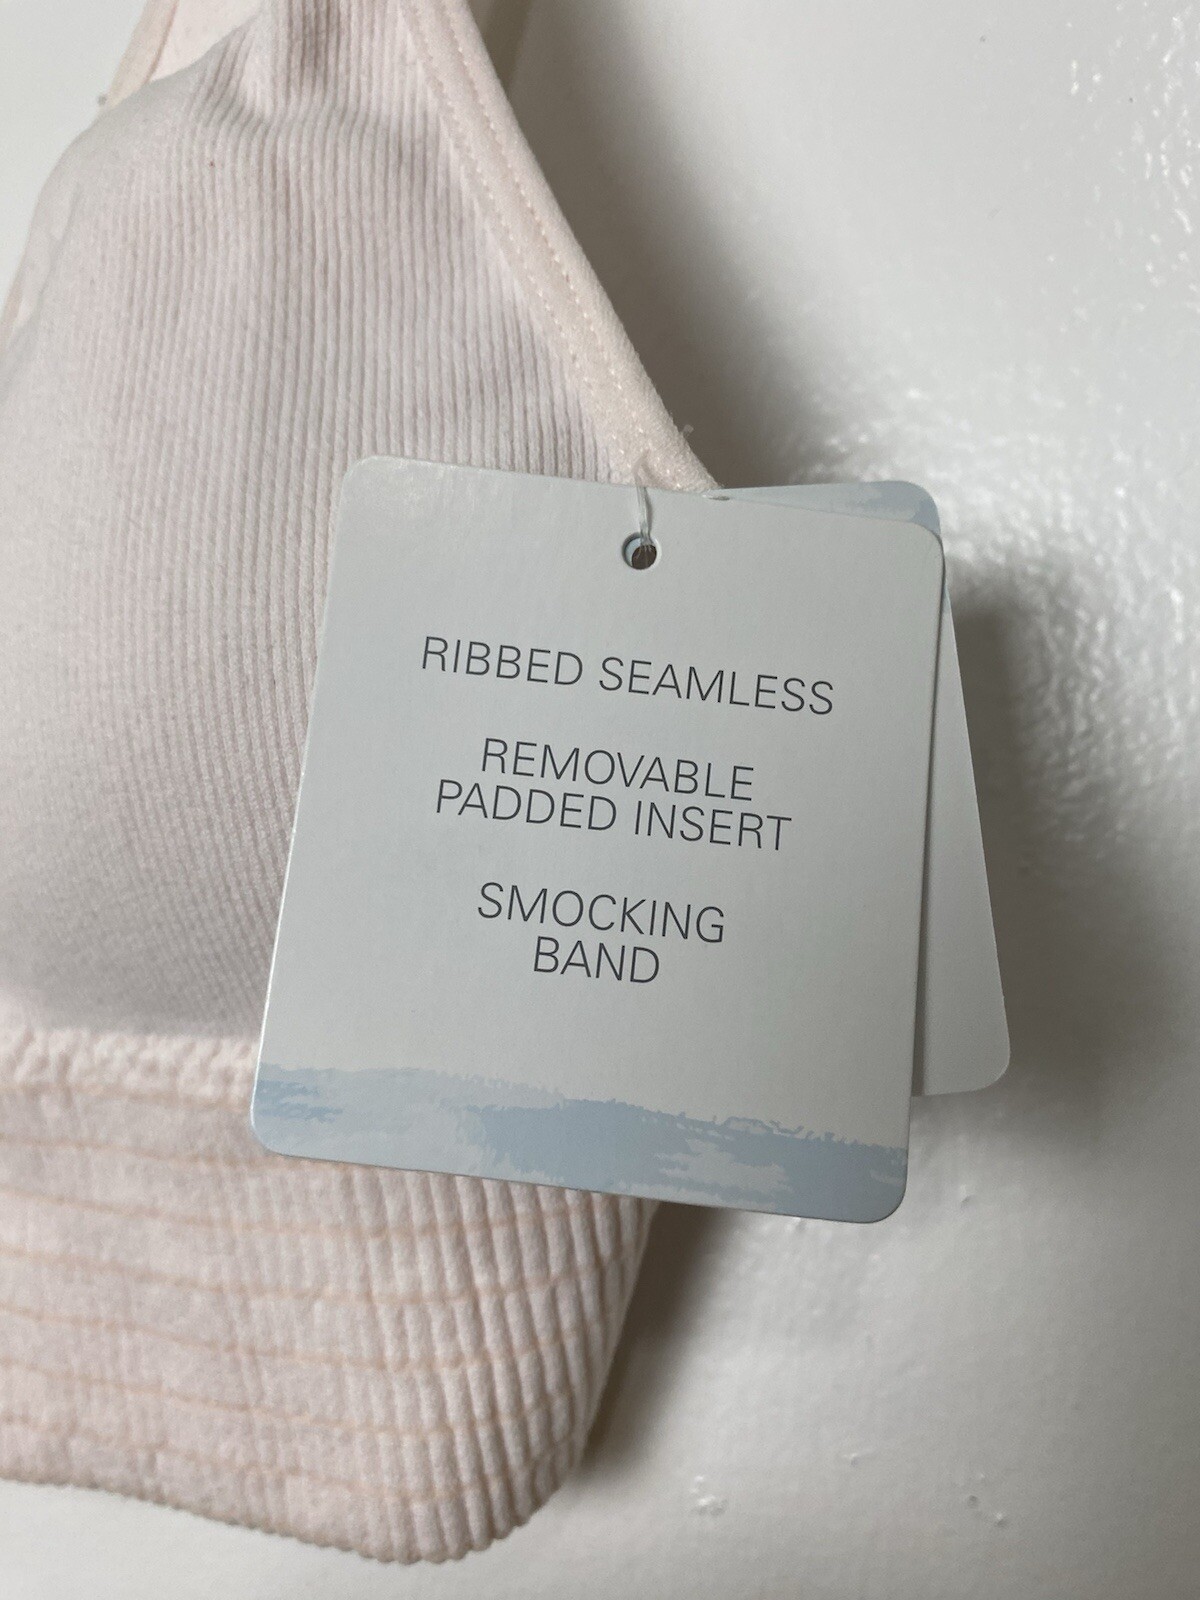 RIBBED SEAMLESS
REMOVABLE
PADDED INSERT
SMOCKING
BAND